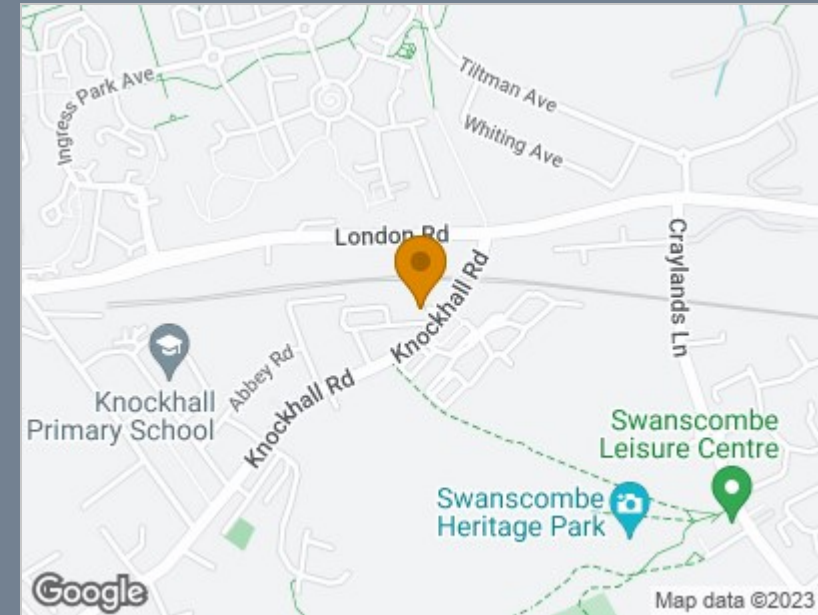 Ingress Park Ave
Tiltman Ave
Whiting Ave
London Rd
Craylands Ln
Knockhall Rd
Abbey Rd
Knockhall
Primary School
Knockhall Rd
Swanscombe
Leisure Centre
Swanscombe
Heritage Park
Google
Map data ©2023